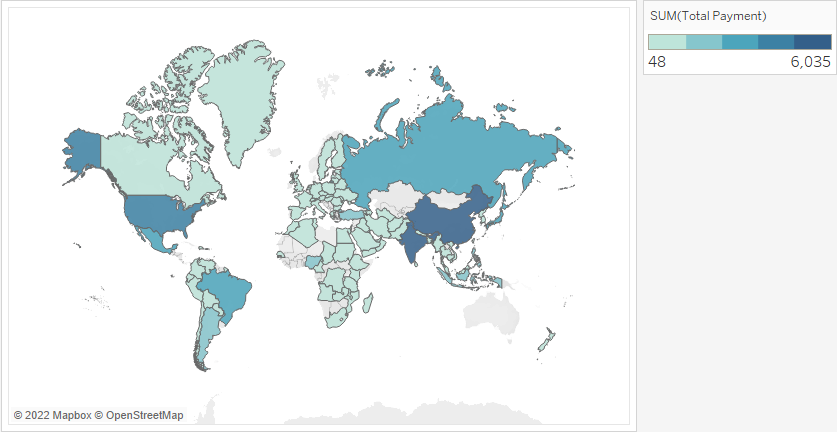 SUM(Total Payment)
48 6,035
© 2022 Mapbox © OpenStreetMap